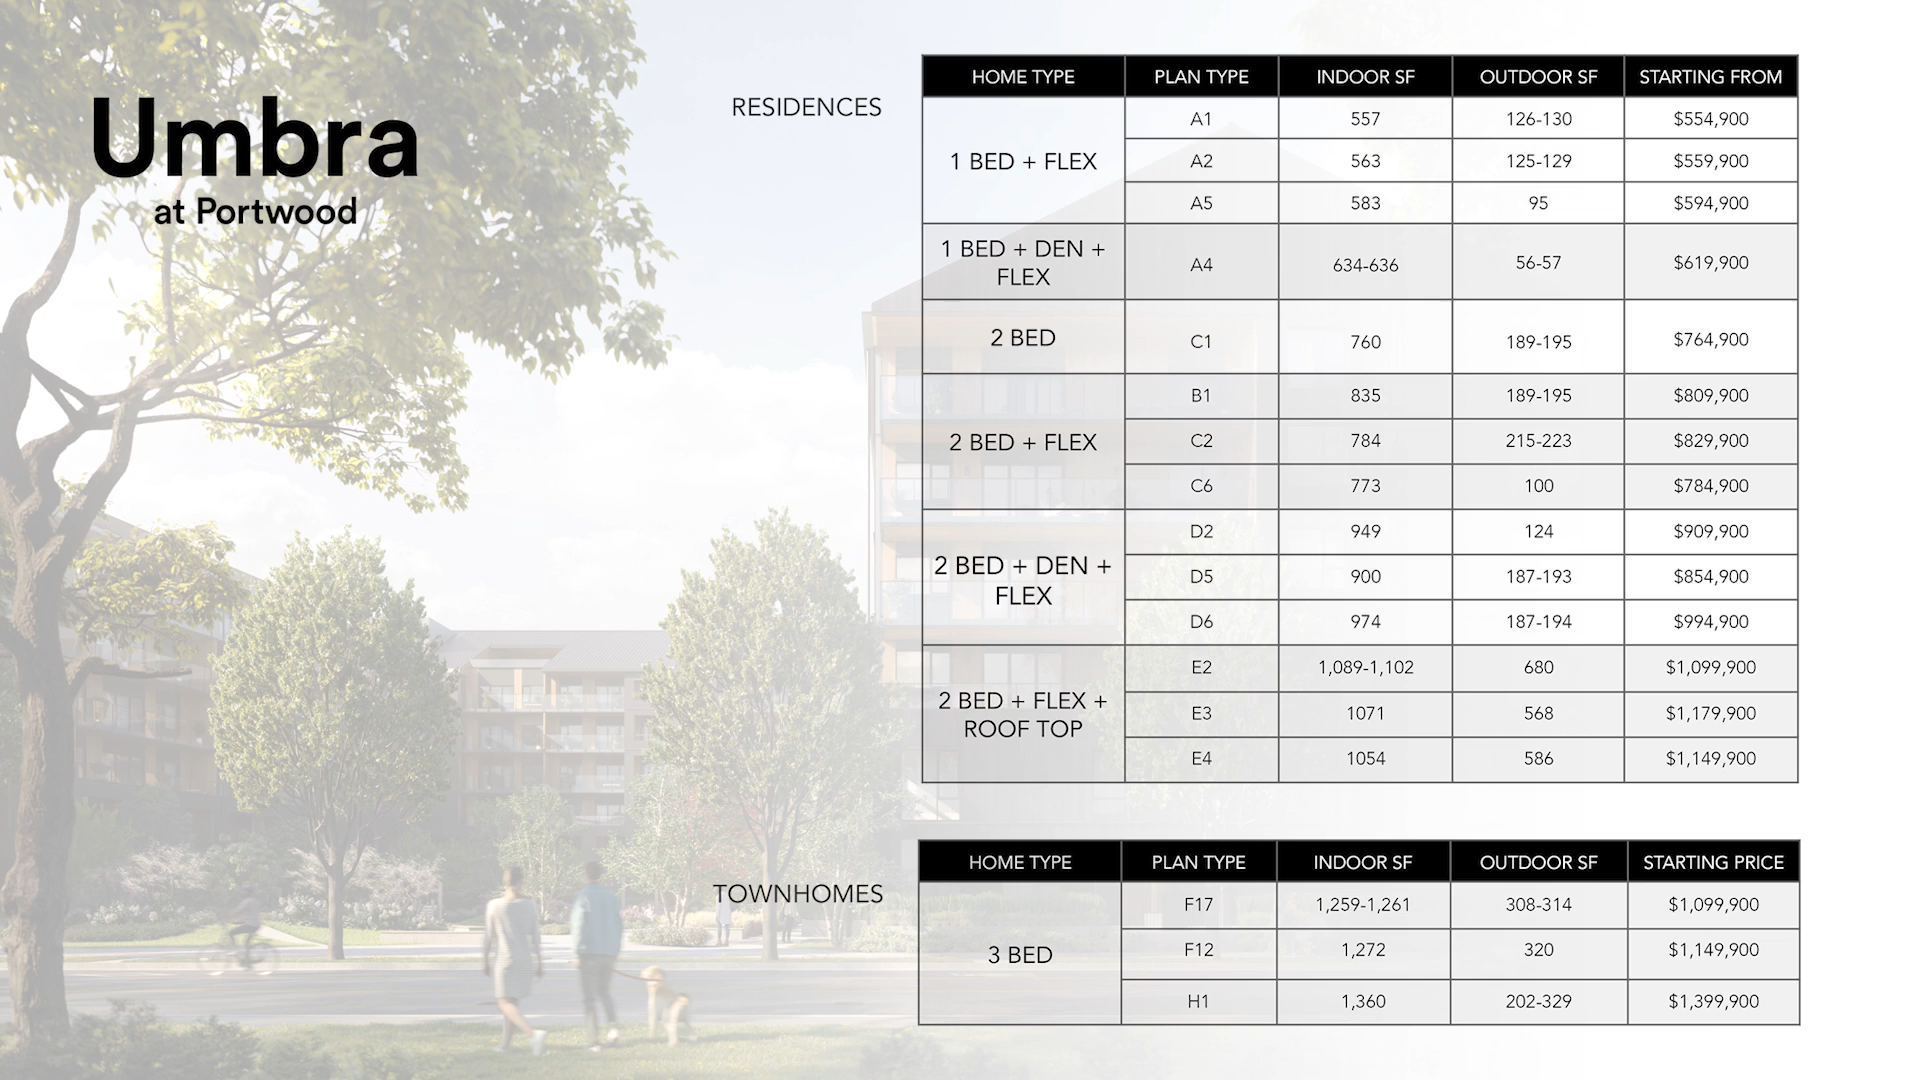 Umbra
at Portwood
RESIDENCES
HOME TYPE PLAN TYPE INDOOR SF OUTDOOR SF STARTING FROM
1 BED + FLEX
A1 557 126-130 $554,900
A2 563 125-129 $559,900
A5 583 95 $594,900
1 BED + DEN +
FLEX
A4 634-636 56-57 $619,900
2 BED
C1 760 189-195 $764,900
2 BED + FLEX
B1 835 189-195 $809,900
C2 784 215-223 $829,900
C6 773 100 $784,900
2 BED + DEN +
FLEX
D2 949 124 $909,900
D5 900 187-193 $854,900
D6 974 187-194 $994,900
2 BED + FLEX +
ROOF TOP
E2 1,089-1,102 680 $1,099,900
E3 1071 568 $1,179,900
E4 1054 586 $1,149,900
TOWNHOMES
HOME TYPE PLAN TYPE INDOOR SF OUTDOOR SF STARTING PRICE
3 BED
F17 1,259-1,261 308-314 $1,099,900
F12 1,272 320 $1,149,900
H1 1,360 202-329 $1,399,900